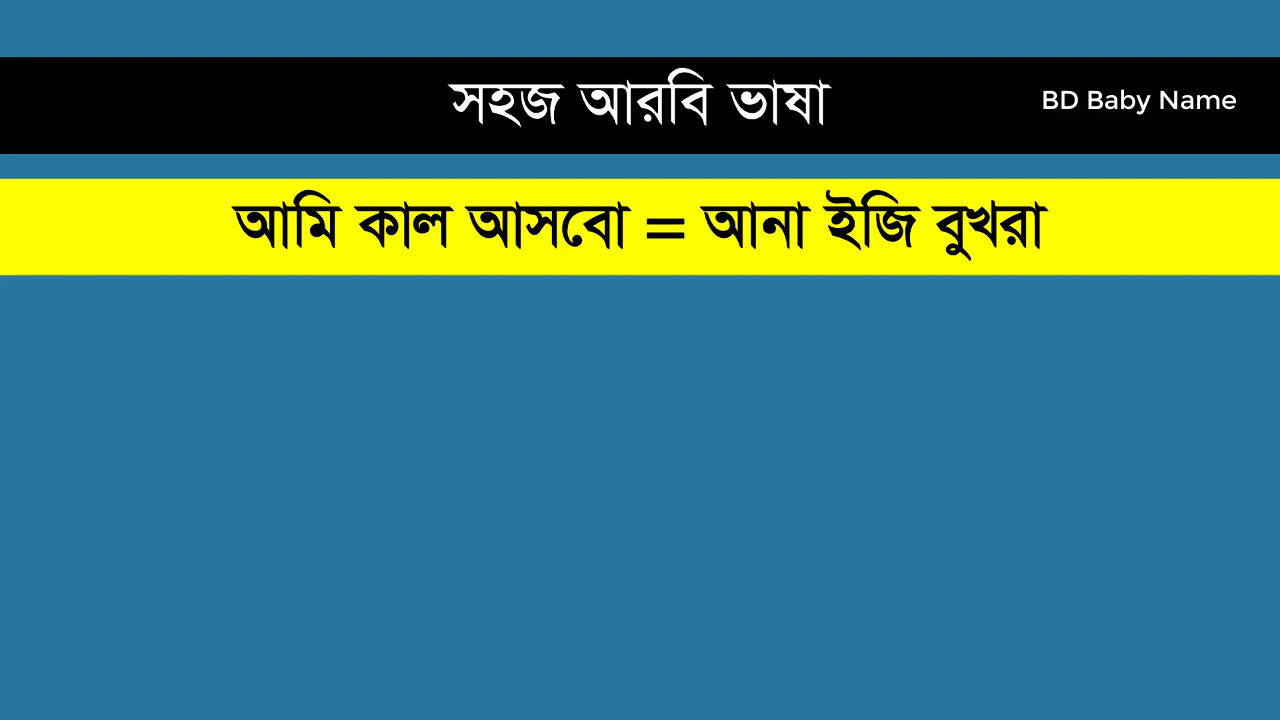 সহজ আরবি ভাষা
BD Baby Name
আমি কাল আসবো = আনা ইজি বুখরা